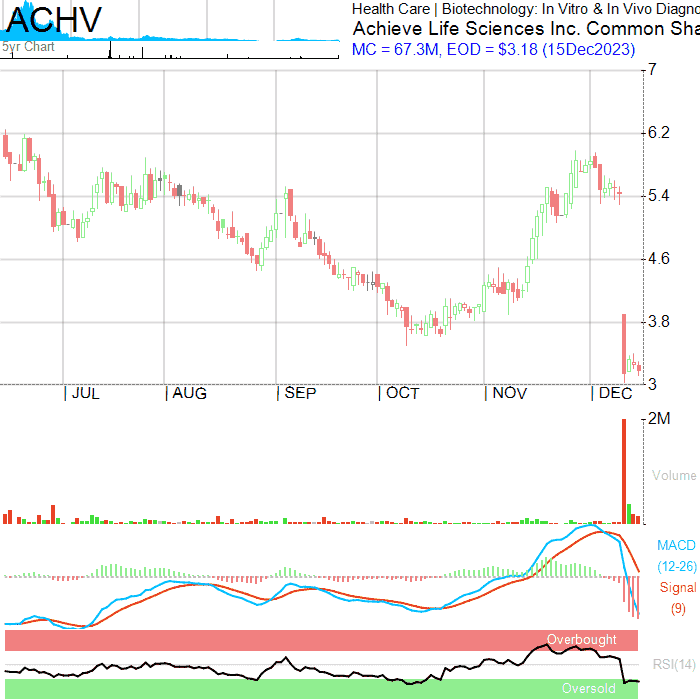 ACHV
5yr Chart
Health Care | Biotechnology: In Vitro & In Vivo Diagno
Achieve Life Sciences Inc. Common Sha
MC = 67.3M, EOD = $3.18 (15Dec2023)
7
6.2
5.4
4.6
3.8
3
| JUL | AUG | SEP | OCT | NOV | DEC
2M
Volume
MACD
(12-26)
Signal
(9)
Overbought
RSI(14)
Oversold